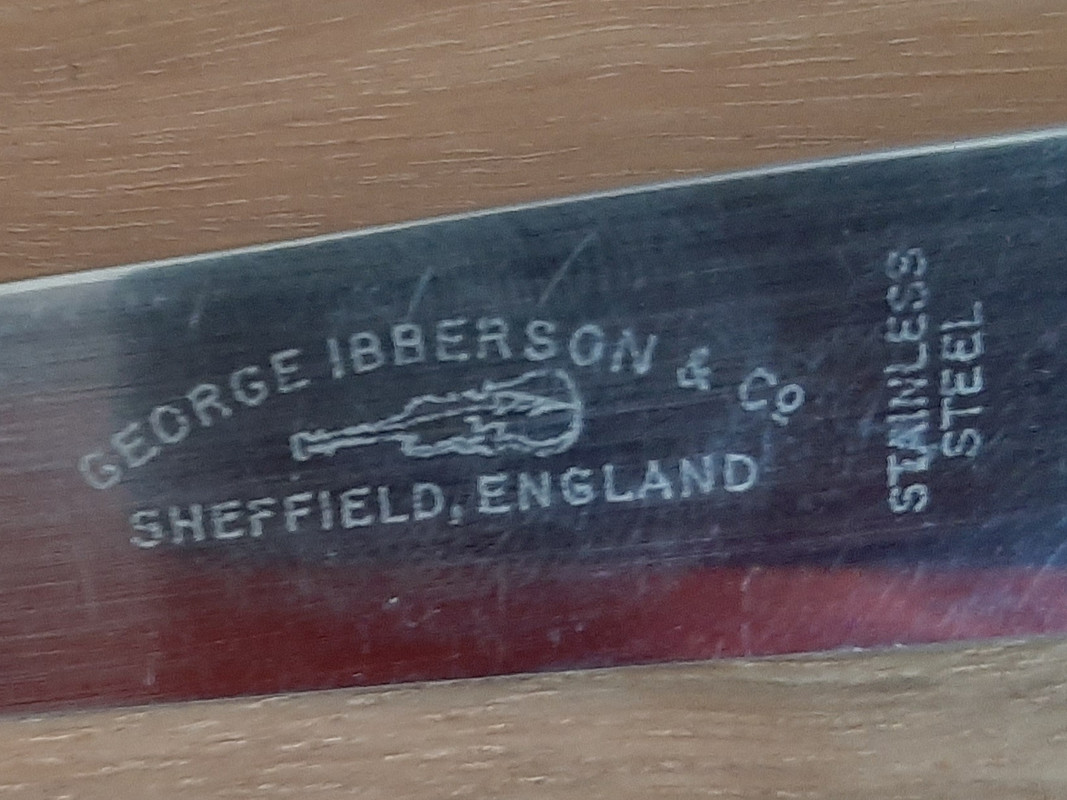 GEORGE IBBERSON & Co.
SHEFFIELD, ENGLAND
STAINLESS
STEEL